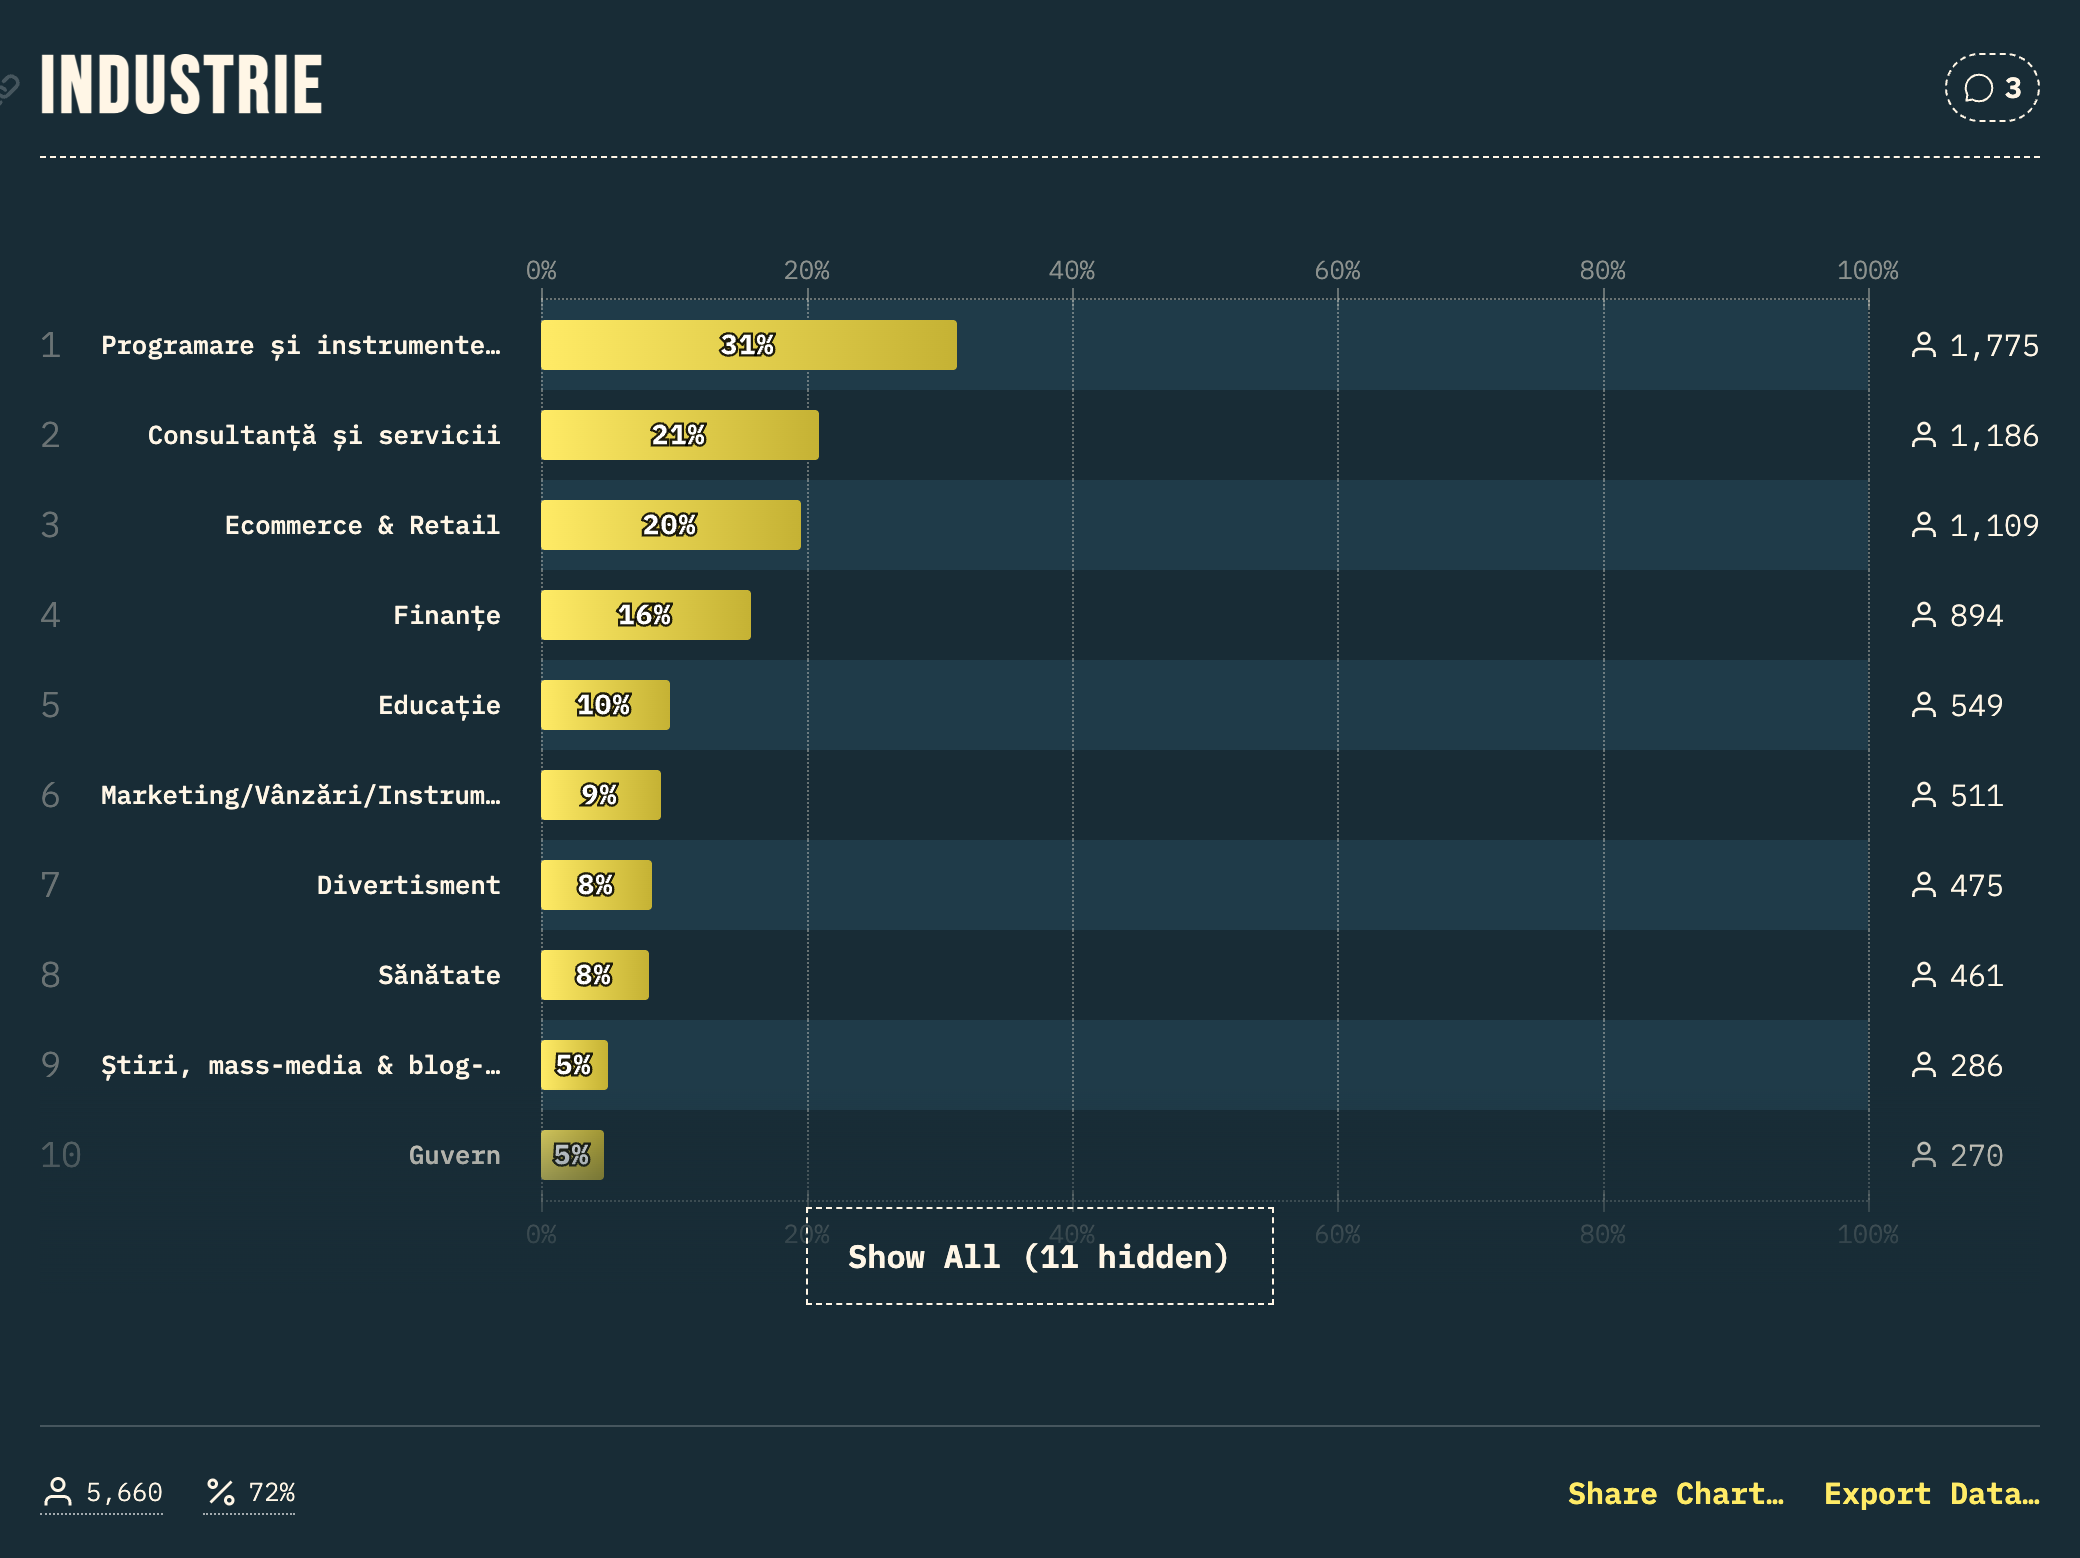 INDUSTRIE
3
0% 20% 40% 60% 80% 100%
1 Programare și instrumente… 31% 1,775
2 Consultanță și servicii 21% 1,186
3 Ecommerce & Retail 20% 1,109
4 Finanțe 16% 894
5 Educație 10% 549
6 Marketing/Vânzări/Instrum… 9% 511
7 Divertisment 8% 475
8 Sănătate 8% 461
9 Știri, mass-media & blog-… 5% 286
10 Guvern 5% 270
0% 20% 40% 60% 80% 100%
Show All (11 hidden)
5,660 72% Share Chart… Export Data…